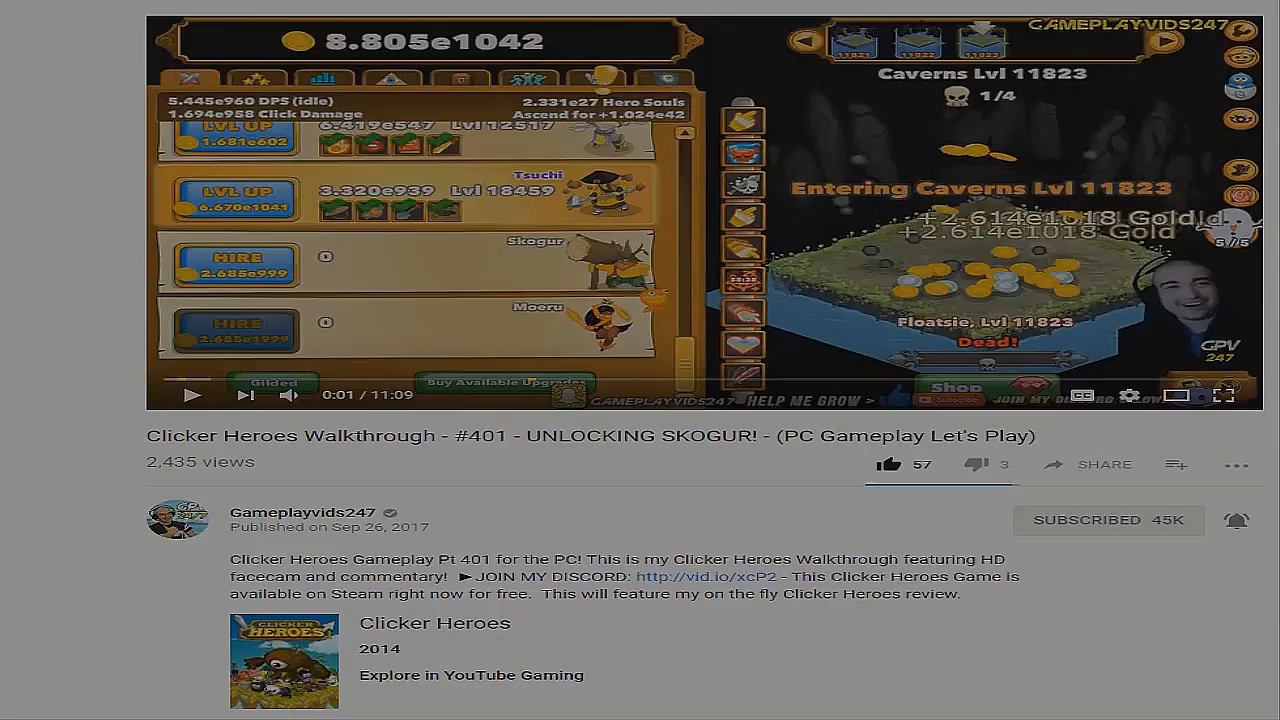 GAMEPLAYVIDS247
8.805e1042
11821 11822 11823
Caverns Lvl 11823
1/4
5.445e960 DPS (idle)
2.331e27 Hero Souls
1.694e958 Click Damage
Ascend for +1.024e42
LVL UP
1.681e602
6.419e547 Lvl 12517
Tsuchi
LVL UP
6.670e1041
3.320e939 Lvl 18459
Entering Caverns Lvl 11823
+2.614e1018 Gold
+2.614e1018 Gold
5/5
Skogur
HIRE
2.685e999
0
Moeru
HIRE
2.685e1999
0
Floatsie, Lvl 11823
Dead!
GPV
247
Gilded
Buy Available Upgrades
Shop
0:01 / 11:09
GAMEPLAYVIDS247
HELP ME GROW >
Subscribe
JOIN MY DISCORD
CC
Clicker Heroes Walkthrough - #401 - UNLOCKING SKOGUR! - (PC Gameplay Let's Play)
2,435 views
57
3
SHARE
Gameplayvids247
Published on Sep 26, 2017
SUBSCRIBED 45K
Clicker Heroes Gameplay Pt 401 for the PC! This is my Clicker Heroes Walkthrough featuring HD
facecam and commentary! ►JOIN MY DISCORD: http://vid.io/xcP2 - This Clicker Heroes Game is
available on Steam right now for free. This will feature my on the fly Clicker Heroes review.
CLICKER
HEROES
Clicker Heroes
2014
Explore in YouTube Gaming